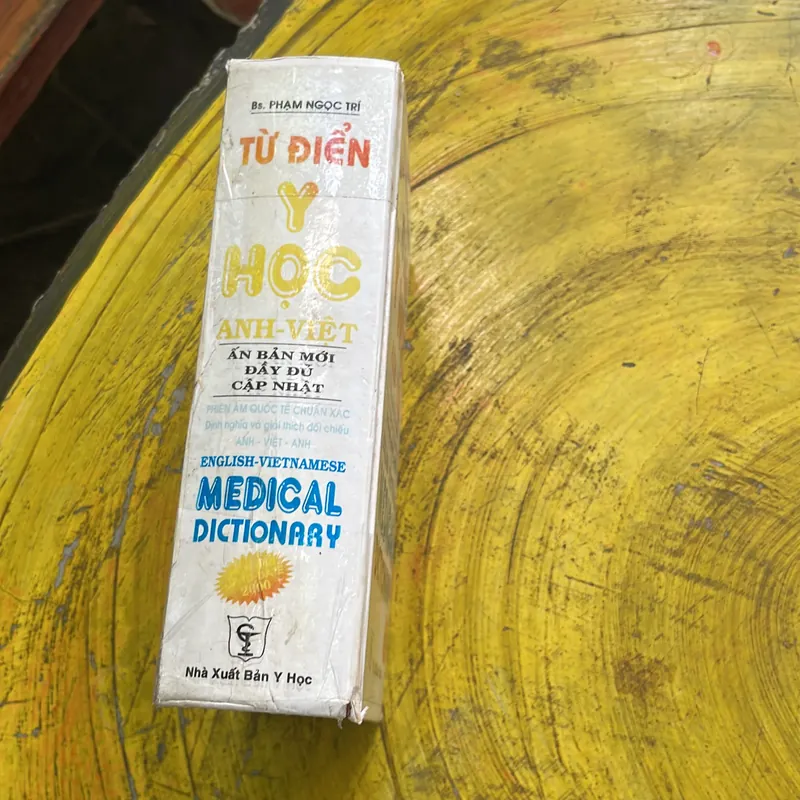 Bs. PHẠM NGỌC TRÍ
TỪ ĐIỂN
Y
HỌC
ANH-VIỆT
ẤN BẢN MỚI
ĐẦY ĐỦ
CẬP NHẬT
PHIÊN ÂM QUỐC TẾ CHUẨN XÁC
Định nghĩa và giải thích đối chiếu
ANH - VIỆT - ANH
ENGLISH-VIETNAMESE
MEDICAL
DICTIONARY
Nhà Xuất Bản Y Học